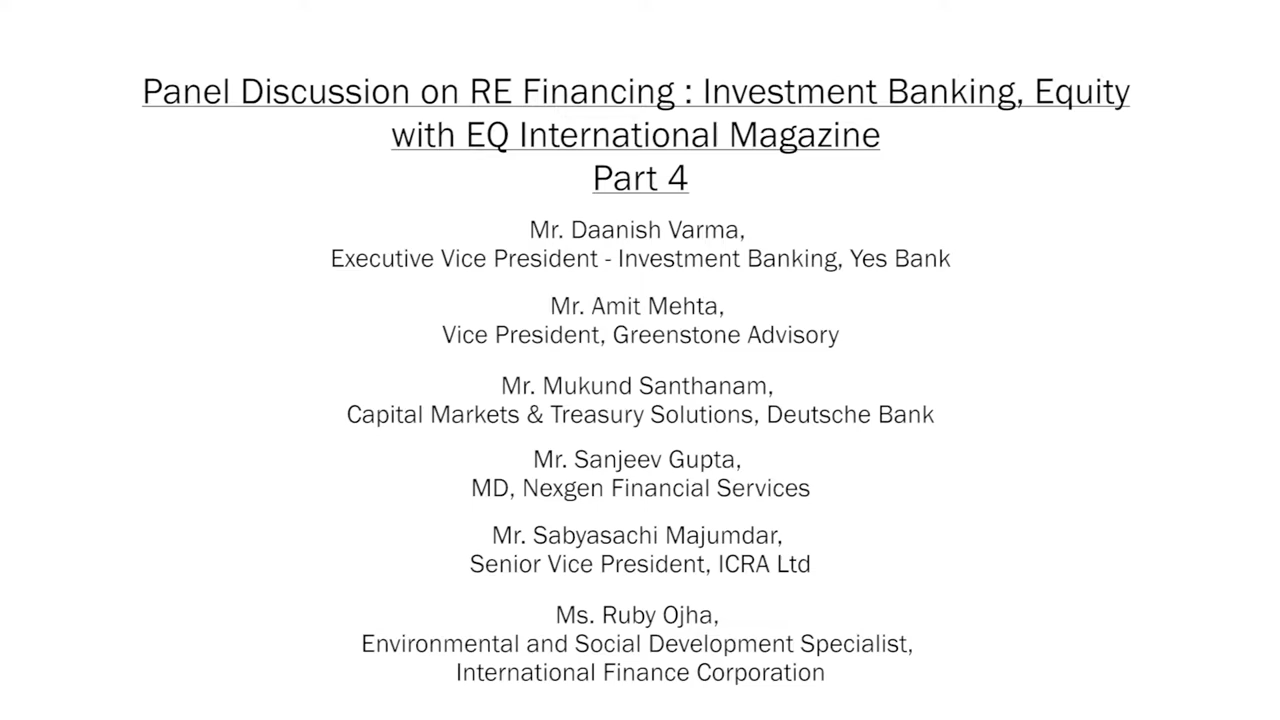 Panel Discussion on RE Financing : Investment Banking, Equity
with EQ International Magazine
Part 4
Mr. Daanish Varma,
Executive Vice President - Investment Banking, Yes Bank
Mr. Amit Mehta,
Vice President, Greenstone Advisory
Mr. Mukund Santhanam,
Capital Markets & Treasury Solutions, Deutsche Bank
Mr. Sanjeev Gupta,
MD, Nexgen Financial Services
Mr. Sabyasachi Majumdar,
Senior Vice President, ICRA Ltd
Ms. Ruby Ojha,
Environmental and Social Development Specialist,
International Finance Corporation